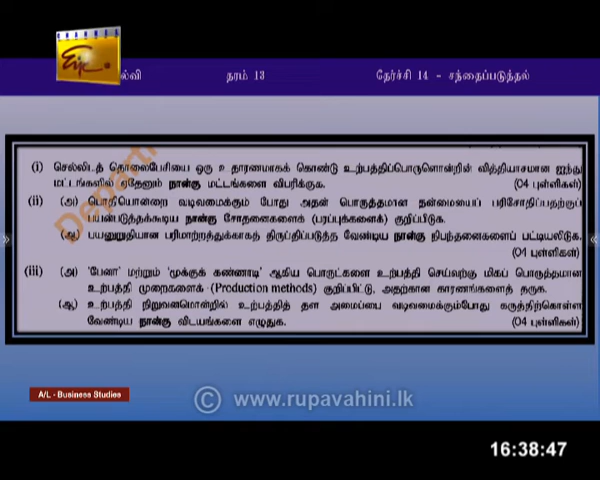 ல்வி
தரம் 13
தேர்ச்சி 14 - சந்தைப்படுத்தல்
(i) செல்லிடத் தொலைபேசியை ஒரு உதாரணமாகக் கொண்டு உற்பத்திப்பொருளொன்றின் வித்தியாசமான ஐந்து
மட்டங்களில் ஏதேனும் நான்கு மட்டங்களை விபரிக்குக. (04 புள்ளிகள்)
(ii) (அ) பொதியொன்றை வடிவமைக்கும் போது அதன் பொருத்தமான தன்மையைப் பரிசோதிப்பதற்குப்
பயன்படுத்தக்கூடிய நான்கு சோதனைகளைக் (பரப்புக்களைக்) குறிப்பிடுக.
(ஆ) பயனுறுதியான பரிமாற்றத்துக்காகத் திருப்திப்படுத்த வேண்டிய நான்கு நிபந்தனைகளைப் பட்டியலிடுக.
(04 புள்ளிகள்)
(iii) (அ) 'பேனா' மற்றும் 'மூக்குக் கண்ணாடி' ஆகிய பொருட்களை உற்பத்தி செய்வற்கு மிகப் பொருத்தமான
உற்பத்தி முறைகளைக் (Production methods) குறிப்பிட்டு, அதற்கான காரணங்களைத் தருக.
(ஆ) உற்பத்தி நிறுவனமொன்றில் உற்பத்தித் தள அமைப்பை வடிவமைக்கும்போது கருத்திற்கொள்ள
வேண்டிய நான்கு விடயங்களை எழுதுக. (04 புள்ளிகள்)
Departm
A/L - Business Studies
© www.rupavahini.lk
16:38:47